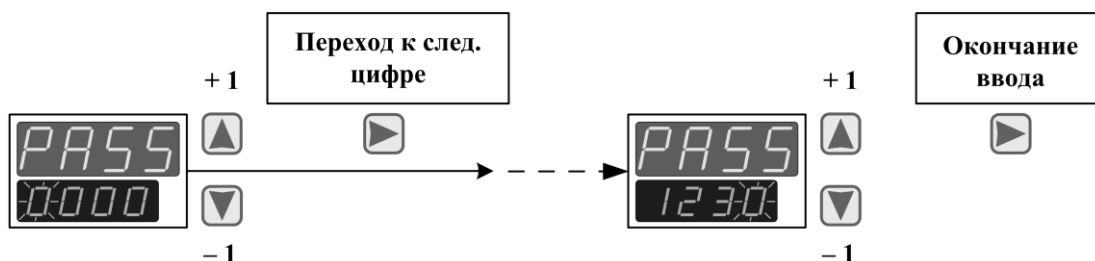 Переход к след.
цифре
Окончание
ввода
+ 1
+ 1
PASS
0000
PASS
1230
– 1
– 1